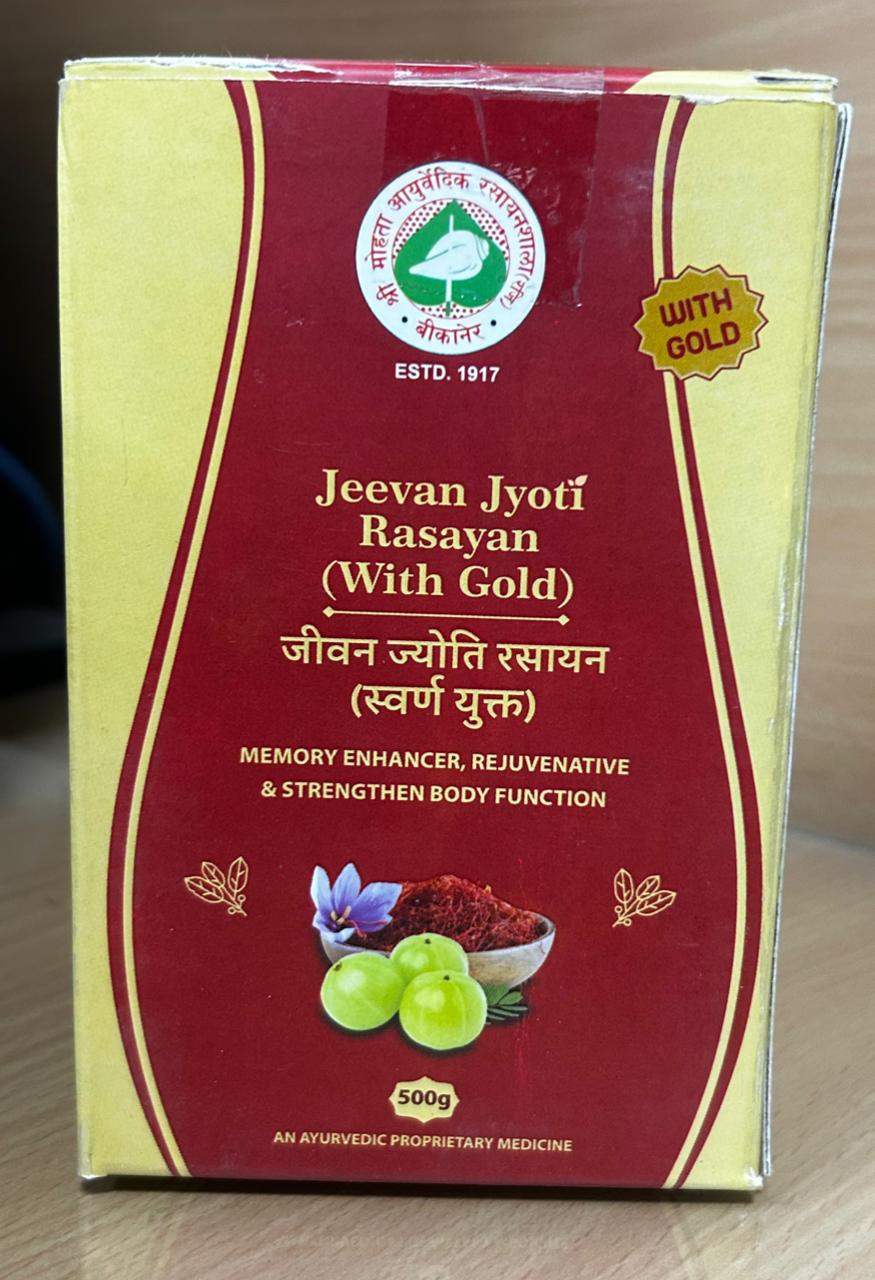 श्री मोहता आयुर्वेदिक रसायनशाला (रजि)
• बीकानेर •
ESTD. 1917
WITH
GOLD
Jeevan Jyoti
Rasayan
(With Gold)
जीवन ज्योति रसायन
(स्वर्ण युक्त)
MEMORY ENHANCER, REJUVENATIVE
& STRENGTHEN BODY FUNCTION
500g
AN AYURVEDIC PROPRIETARY MEDICINE